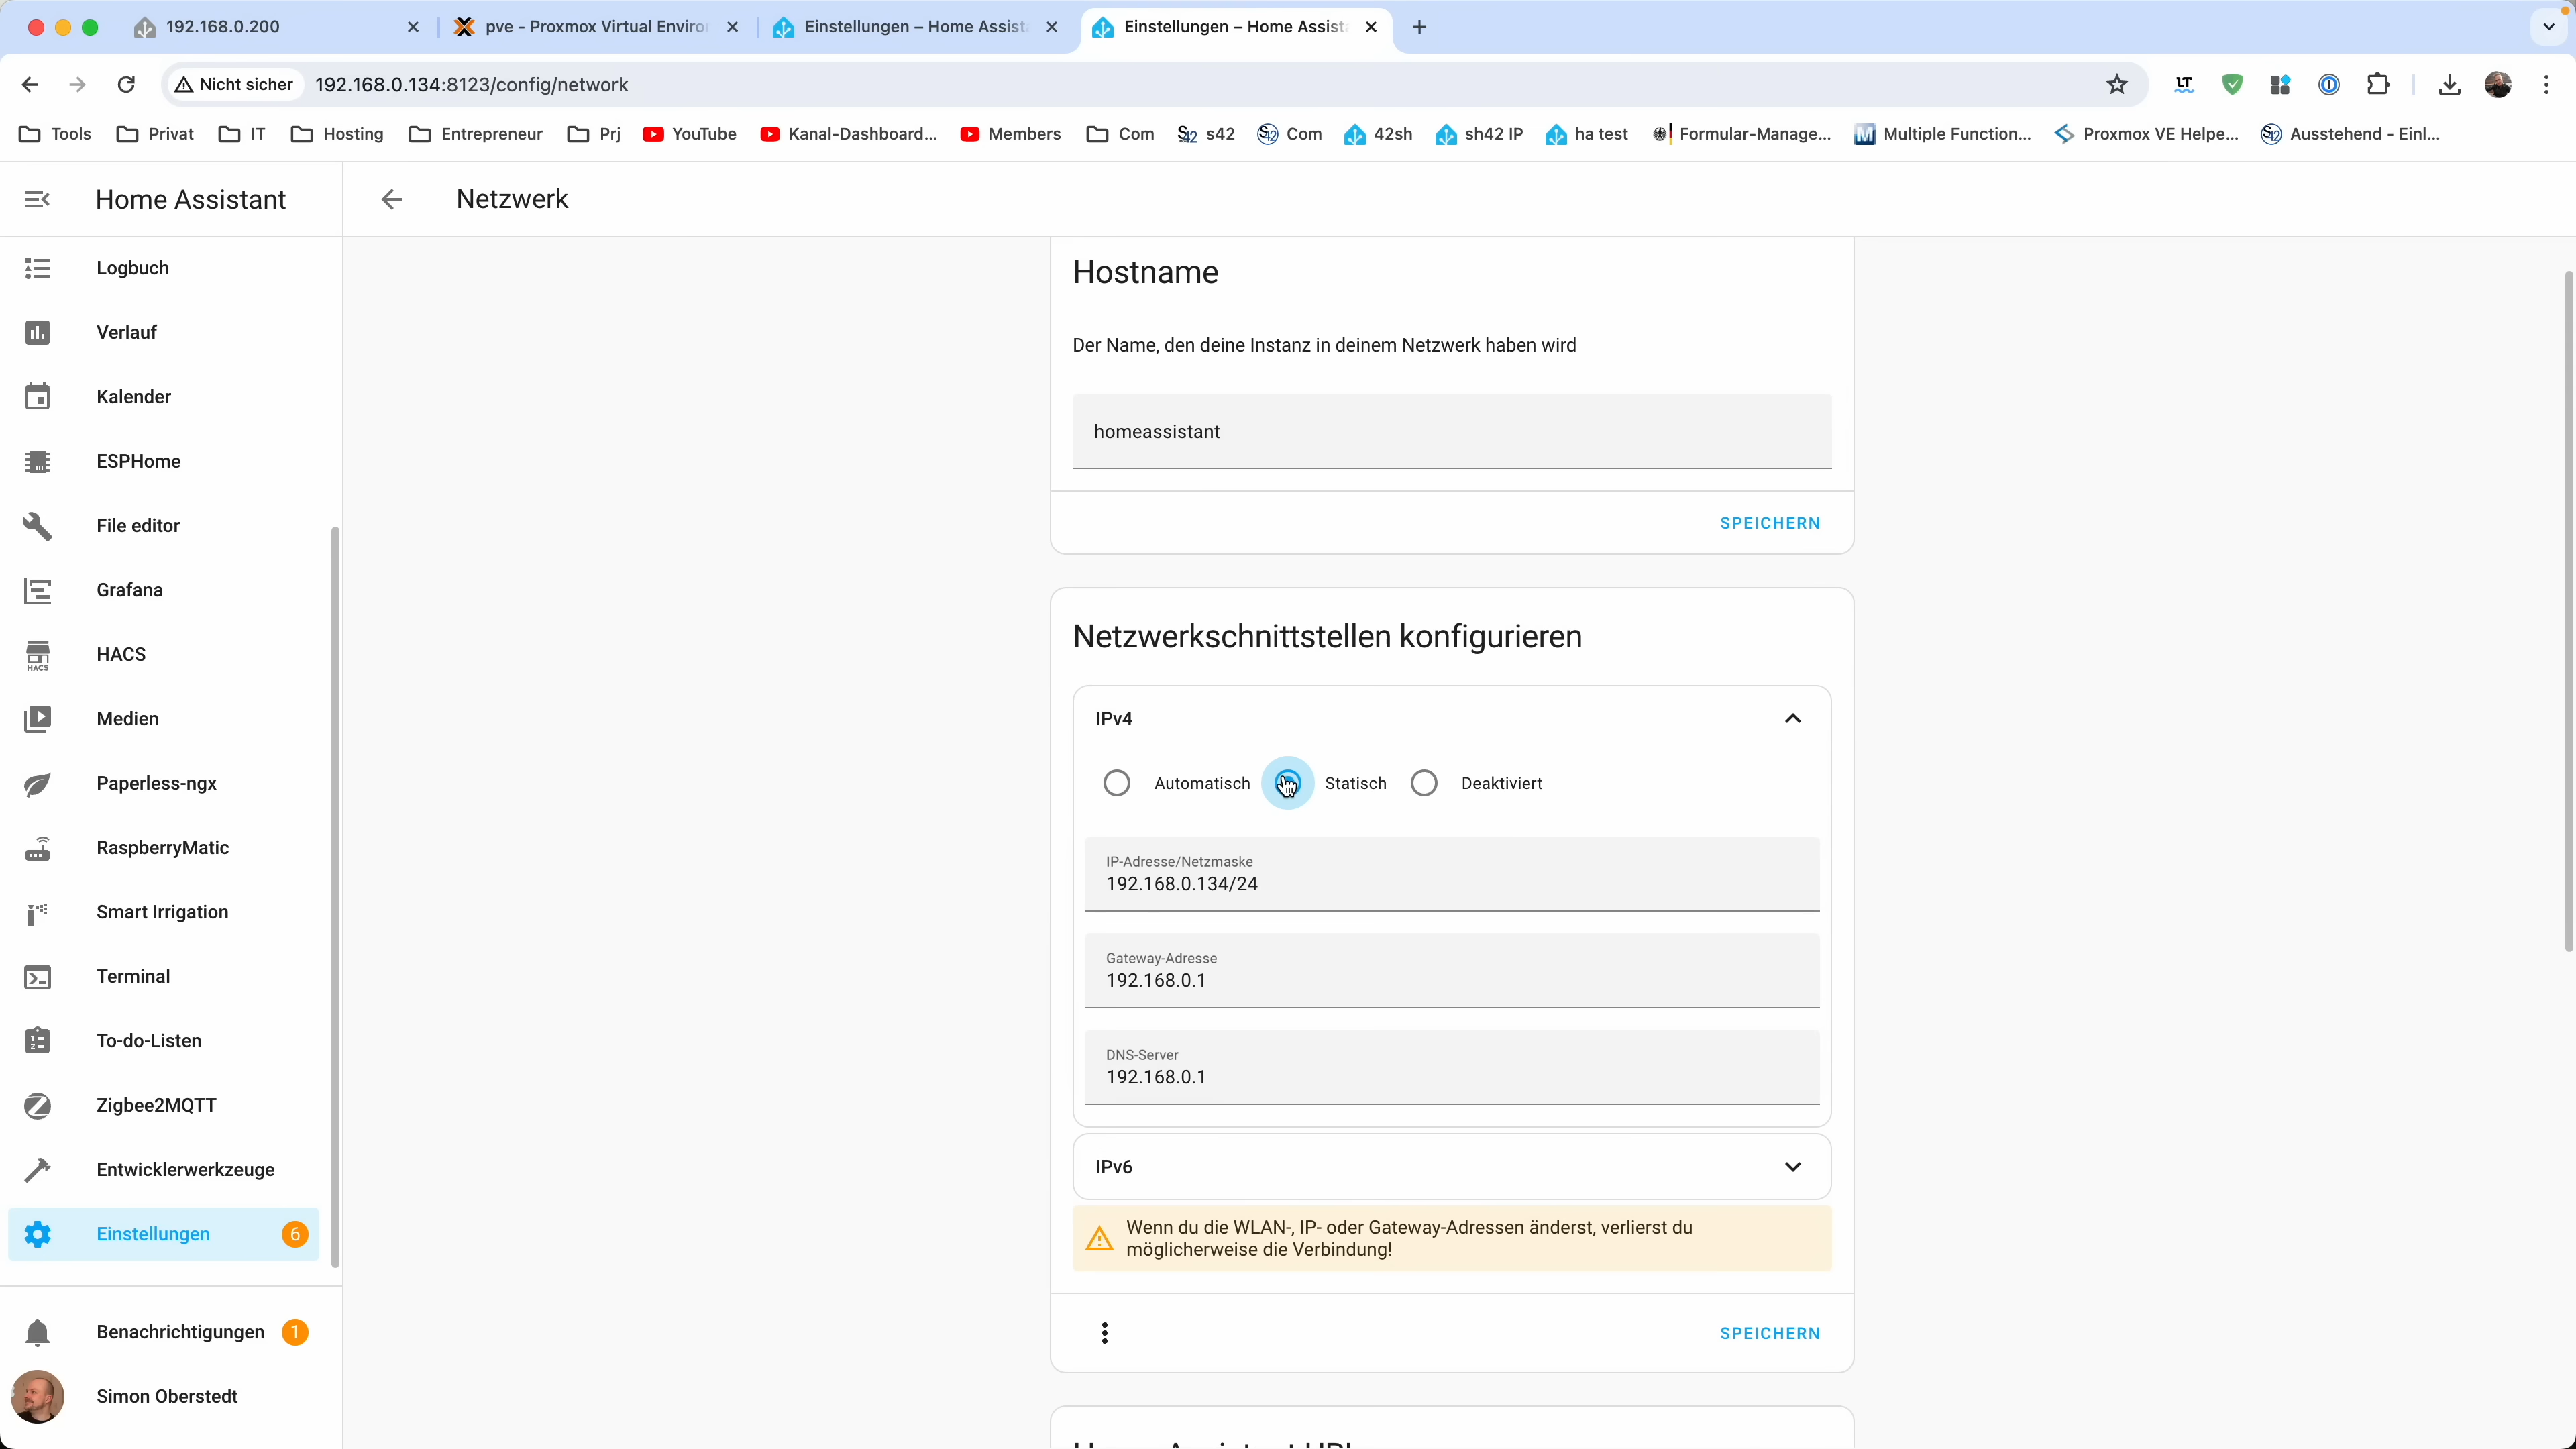 192.168.0.200
pve - Proxmox Virtual Enviro
Einstellungen – Home Assist
Einstellungen – Home Assist
Nicht sicher
192.168.0.134:8123/config/network
LT
Tools
Privat
IT
Hosting
Entrepreneur
Prj
YouTube
Kanal-Dashboard...
Members
Com
s42
Com
42sh
sh42 IP
ha test
Formular-Manage...
Multiple Function...
Proxmox VE Helpe...
Ausstehend - Einl...
Home Assistant
Netzwerk
Logbuch
Verlauf
Kalender
ESPHome
File editor
Grafana
HACS
HACS
Medien
Paperless-ngx
RaspberryMatic
Smart Irrigation
Terminal
To-do-Listen
Zigbee2MQTT
Entwicklerwerkzeuge
Einstellungen
6
Benachrichtigungen
1
Simon Oberstedt
Hostname
Der Name, den deine Instanz in deinem Netzwerk haben wird
homeassistant
SPEICHERN
Netzwerkschnittstellen konfigurieren
IPv4
Automatisch
Statisch
Deaktiviert
IP-Adresse/Netzmaske
192.168.0.134/24
Gateway-Adresse
192.168.0.1
DNS-Server
192.168.0.1
IPv6
Wenn du die WLAN-, IP- oder Gateway-Adressen änderst, verlierst du
möglicherweise die Verbindung!
SPEICHERN